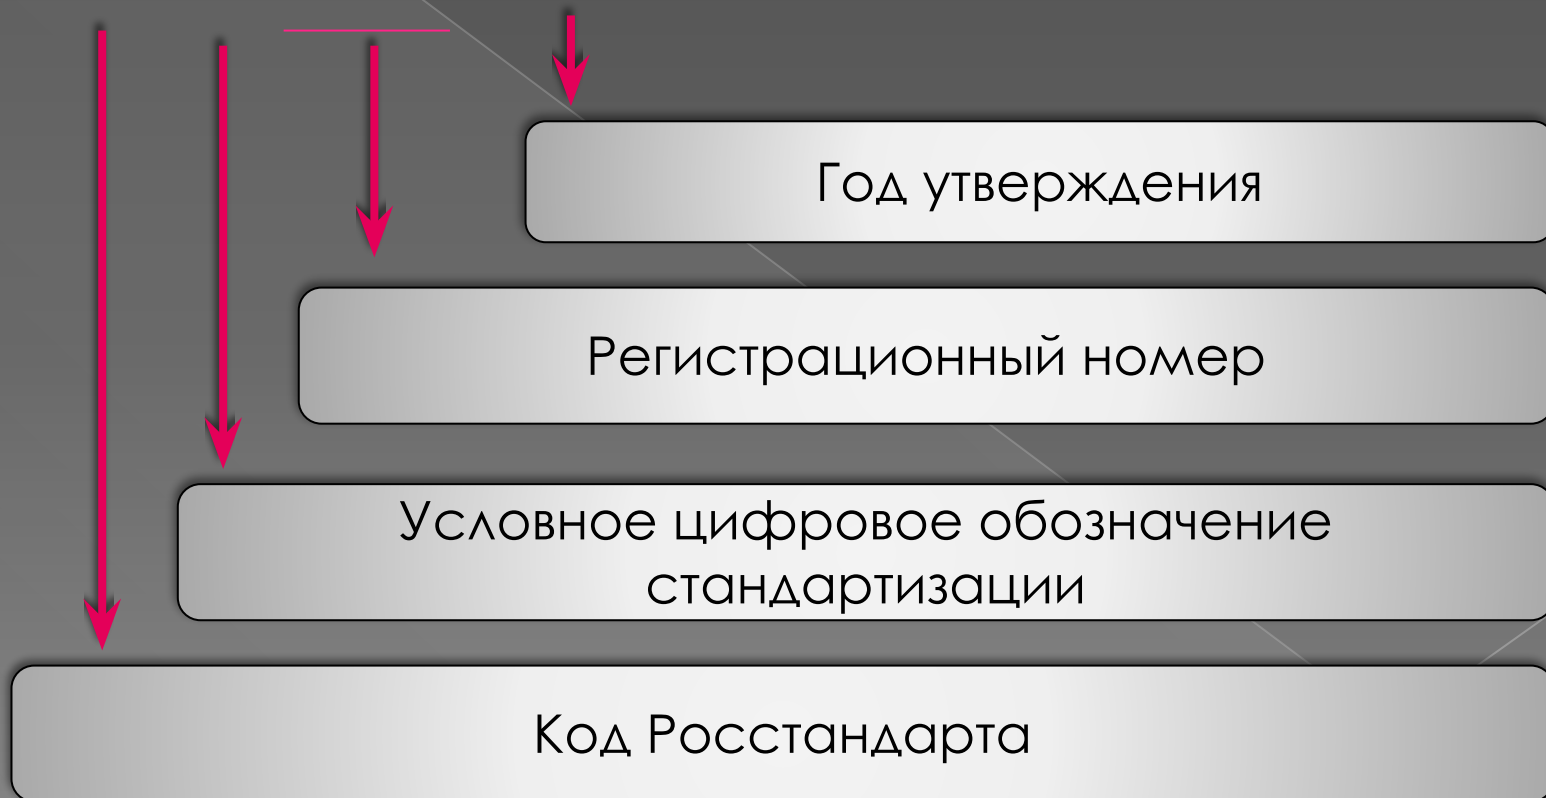 Год утверждения
Регистрационный номер
Условное цифровое обозначение
стандартизации
Код Росстандарта